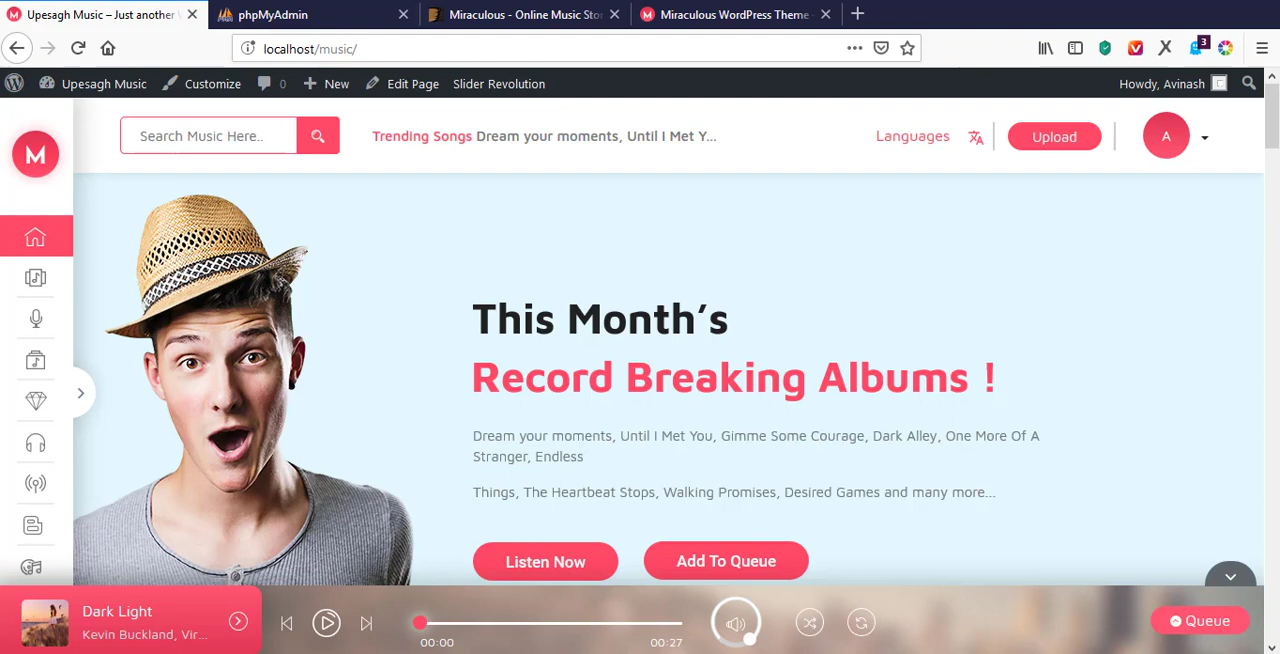 Upesagh Music – Just another
phpMyAdmin
Miraculous - Online Music Sto
Miraculous WordPress Theme -
localhost/music/
3
Upesagh Music
Customize
0
New
Edit Page
Slider Revolution
Howdy, Avinash
M
Search Music Here..
Trending Songs Dream your moments, Until I Met Y...
Languages
Upload
A
This Month’s
Record Breaking Albums !
Dream your moments, Until I Met You, Gimme Some Courage, Dark Alley, One More Of A
Stranger, Endless
Things, The Heartbeat Stops, Walking Promises, Desired Games and many more...
Listen Now
Add To Queue
Dark Light
Kevin Buckland, Vir...
00:00
00:27
Queue